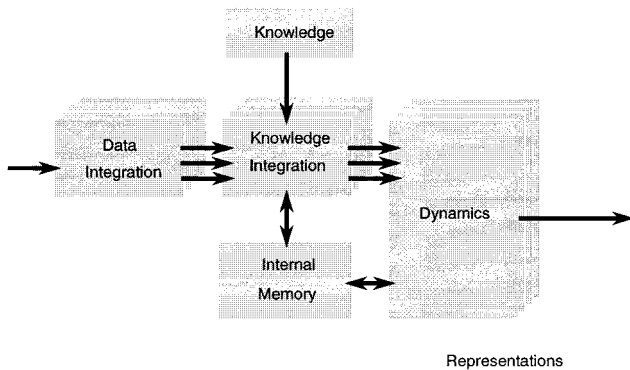 Knowledge
Data
Integration
Knowledge
Integration
Dynamics
Internal
Memory
Representations